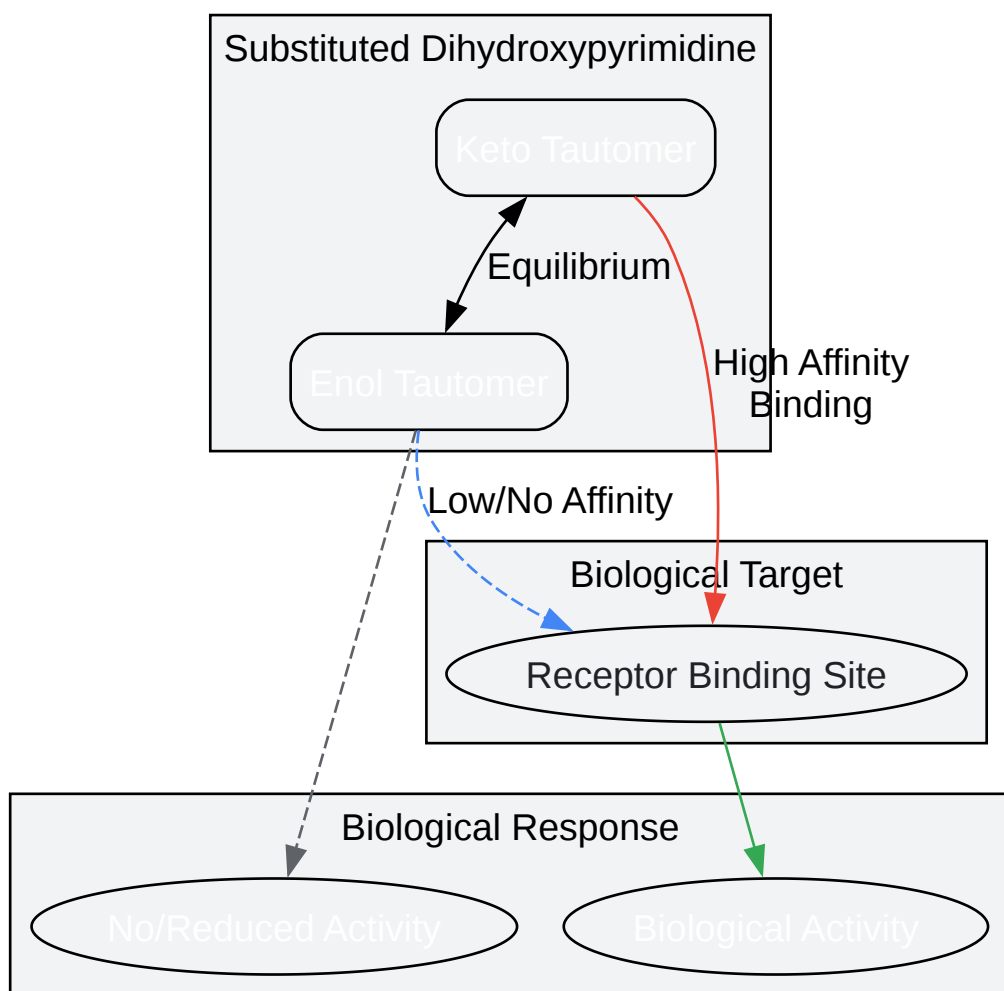 Substituted Dihydroxypyrimidine
Keto Tautomer
Equilibrium
High Affinity
Binding
Enol Tautomer
Low/No Affinity
Biological Target
Receptor Binding Site
Biological Response
No/Reduced Activity
Biological Activity